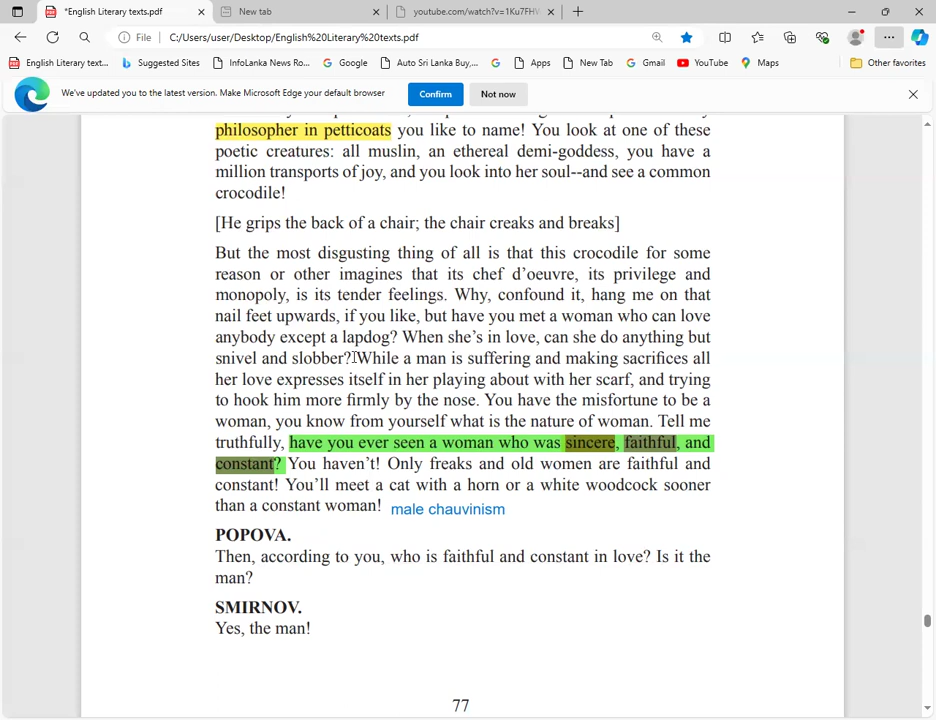 *English Literary texts.pdf
New tab
youtube.com/watch?v=1Ku7FHV
File
C:/Users/user/Desktop/English%20Literary%20texts.pdf
English Literary text...
Suggested Sites
InfoLanka News Ro...
Google
Auto Sri Lanka Buy,...
Apps
New Tab
Gmail
YouTube
Maps
Other favorites
We've updated you to the latest version. Make Microsoft Edge your default browser
Confirm
Not now
philosopher in petticoats you like to name! You look at one of these
poetic creatures: all muslin, an ethereal demi-goddess, you have a
million transports of joy, and you look into her soul--and see a common
crocodile!
[He grips the back of a chair; the chair creaks and breaks]
But the most disgusting thing of all is that this crocodile for some
reason or other imagines that its chef d'oeuvre, its privilege and
monopoly, is its tender feelings. Why, confound it, hang me on that
nail feet upwards, if you like, but have you met a woman who can love
anybody except a lapdog? When she's in love, can she do anything but
snivel and slobber? While a man is suffering and making sacrifices all
her love expresses itself in her playing about with her scarf, and trying
to hook him more firmly by the nose. You have the misfortune to be a
woman, you know from yourself what is the nature of woman. Tell me
truthfully, have you ever seen a woman who was sincere, faithful, and
constant? You haven't! Only freaks and old women are faithful and
constant! You'll meet a cat with a horn or a white woodcock sooner
than a constant woman! male chauvinism
POPOVA.
Then, according to you, who is faithful and constant in love? Is it the
man?
SMIRNOV.
Yes, the man!
77